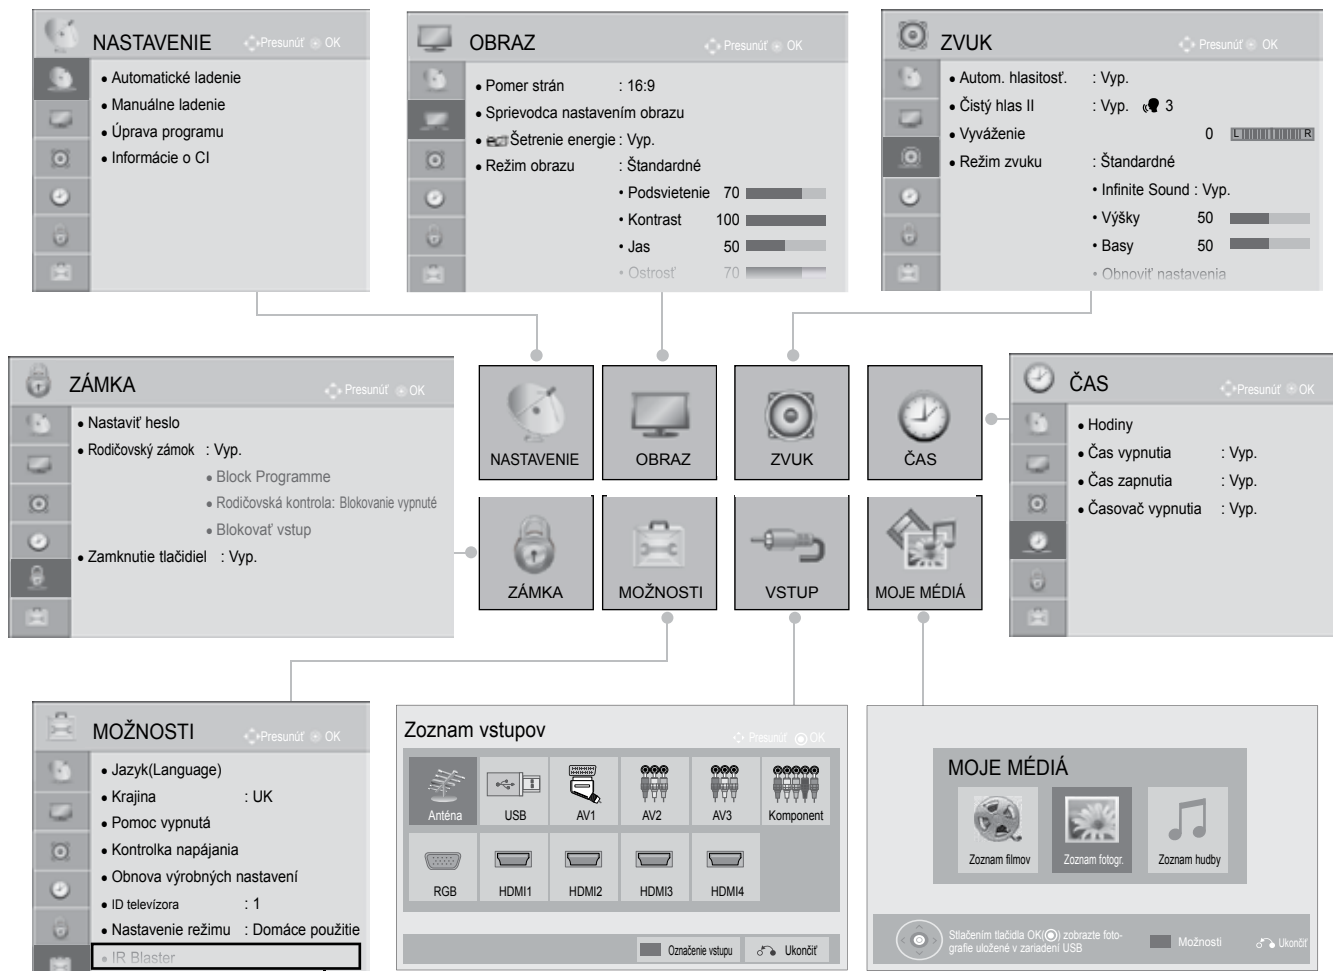 NASTAVENIE
Presunúť OK
• Automatické ladenie
• Manuálne ladenie
• Úprava programu
• Informácie o CI
OBRAZ
Presunúť OK
• Pomer strán : 16:9
• Sprievodca nastavením obrazu
• Šetrenie energie : Vyp.
• Režim obrazu : Štandardné
• Podsvietenie 70
• Kontrast 100
• Jas 50
• Ostrosť 70
ZVUK
Presunúť OK
• Autom. hlasitosť. : Vyp.
• Čistý hlas II : Vyp. 3
• Vyváženie 0 L R
• Režim zvuku : Štandardné
• Infinite Sound : Vyp.
• Výšky 50
• Basy 50
• Obnoviť nastavenia
ZÁMKA
Presunúť OK
• Nastaviť heslo
• Rodičovský zámok : Vyp.
• Block Programme
• Rodičovská kontrola: Blokovanie vypnuté
• Blokovať vstup
• Zamknutie tlačidiel : Vyp.
NASTAVENIE
OBRAZ
ZVUK
ČAS
ZÁMKA
MOŽNOSTI
VSTUP
MOJE MÉDIÁ
ČAS
Presunúť OK
• Hodiny
• Čas vypnutia : Vyp.
• Čas zapnutia : Vyp.
• Časovač vypnutia : Vyp.
MOŽNOSTI
Presunúť OK
• Jazyk(Language)
• Krajina : UK
• Pomoc vypnutá
• Kontrolka napájania
• Obnova výrobných nastavení
• ID televízora : 1
• Nastavenie režimu : Domáce použitie
• IR Blaster
Zoznam vstupov
Presunúť OK
Anténa USB AV1 AV2 AV3 Komponent
RGB HDMI1 HDMI2 HDMI3 HDMI4
Označenie vstupu Ukončiť
MOJE MÉDIÁ
Zoznam filmov Zoznam fotogr. Zoznam hudby
Stlačením tlačidla OK(◉) zobrazte foto-
grafie uložené v zariadení USB
Možnosti Ukončiť